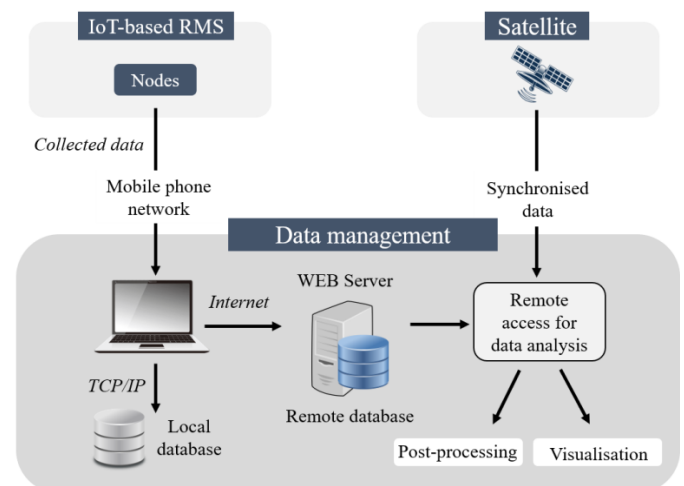 IoT-based RMS
Nodes
Collected data
Mobile phone
network
Satellite
Synchronised
data
Data management
Internet
TCP/IP
Local
database
WEB Server
Remote database
Remote
access for
data analysis
Post-processing
Visualisation